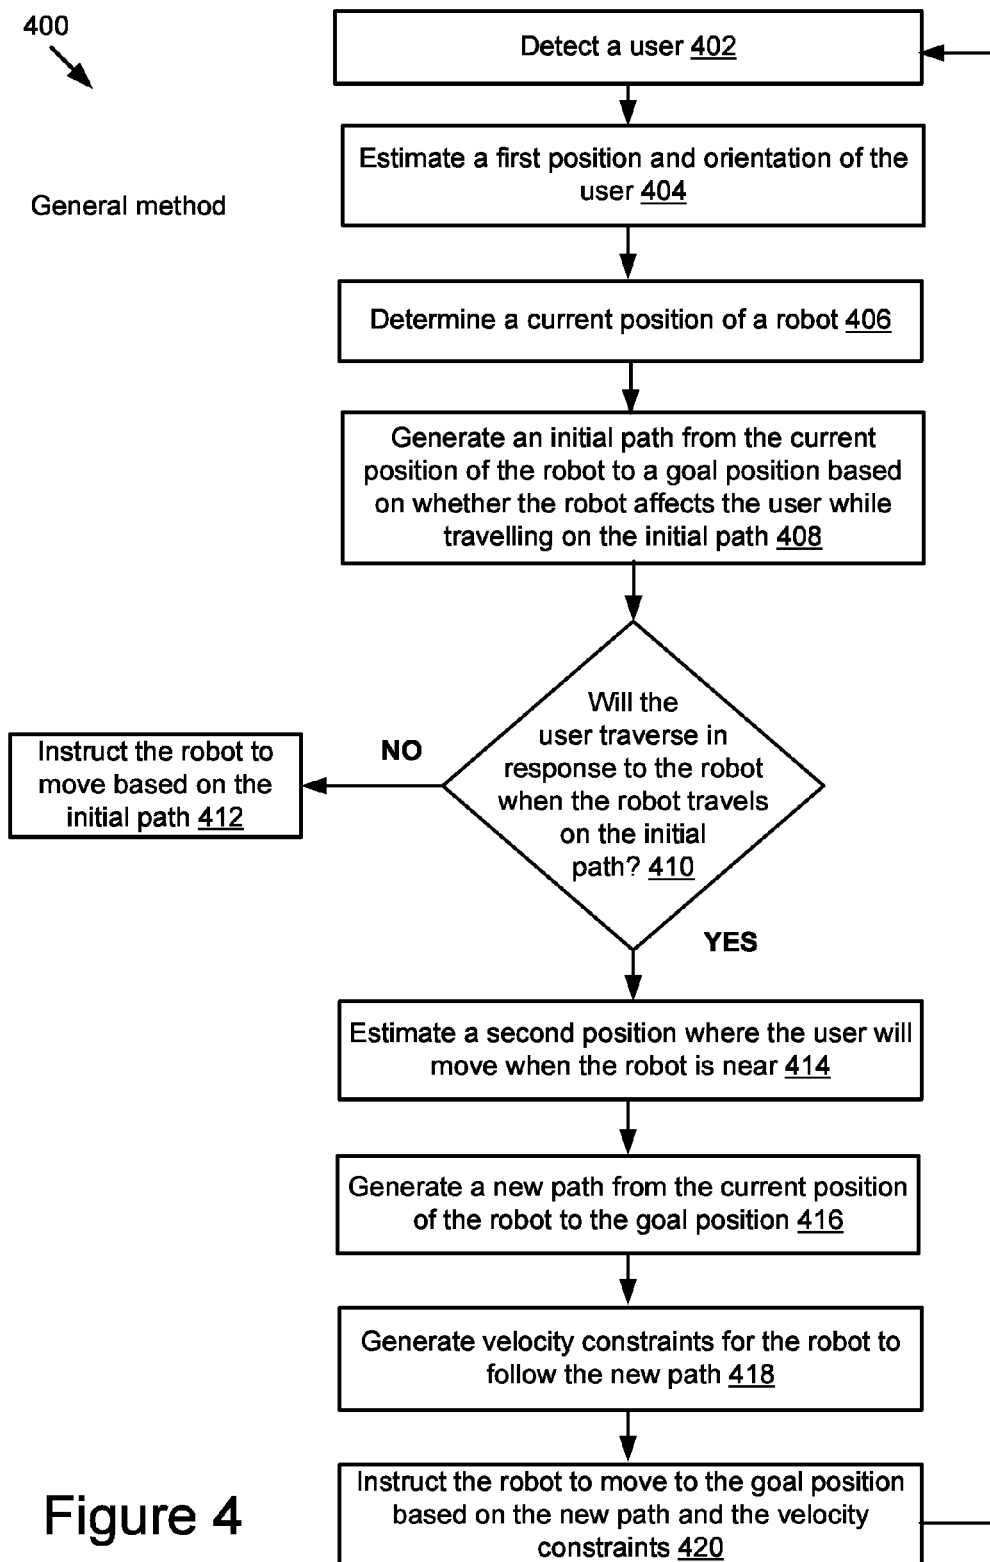 400
Detect a user 402
Estimate a first position and orientation of the
user 404
General method
Determine a current position of a robot 406
Generate an initial path from the current
position of the robot to a goal position based
on whether the robot affects the user while
travelling on the initial path 408
Will the
user traverse in
response to the robot
when the robot travels
on the initial
path? 410
NO
Instruct the robot to
move based on the
initial path 412
YES
Estimate a second position where the user will
move when the robot is near 414
Generate a new path from the current position
of the robot to the goal position 416
Generate velocity constraints for the robot to
follow the new path 418
Instruct the robot to move to the goal position
based on the new path and the velocity
constraints 420
Figure 4